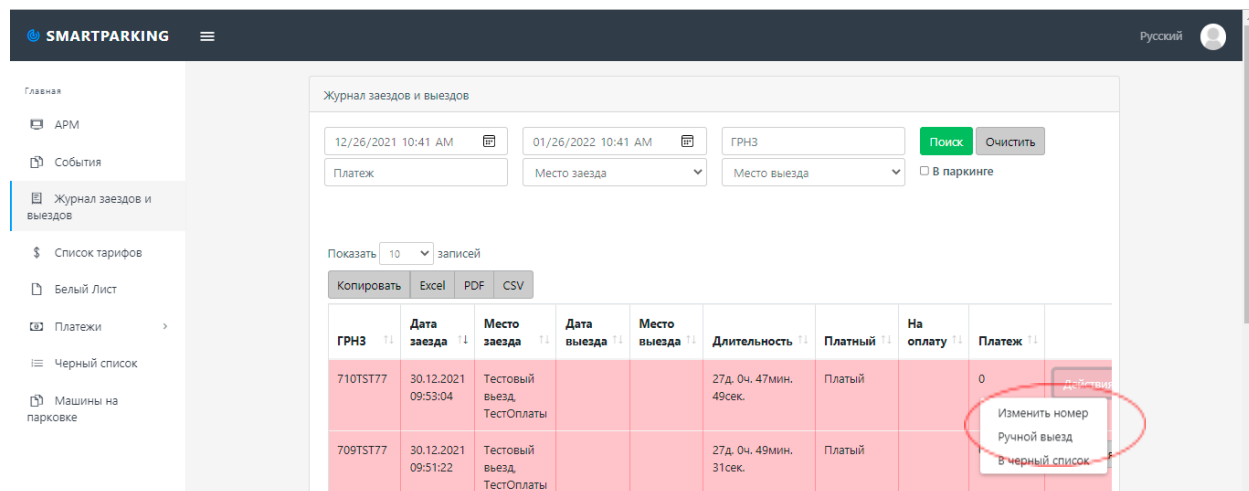 SMARTPARKING
Русский
Главная
АРМ
События
Журнал заездов и
выездов
Список тарифов
Белый Лист
Платежи
Черный список
Машины на
парковке
Журнал заездов и выездов
12/26/2021 10:41 AM
01/26/2022 10:41 AM
ГРНЗ
Поиск
Очистить
Платеж
Место заезда
Место выезда
В паркинге
Показать 10 записей
Копировать Excel PDF CSV
ГРНЗ
Дата
заезда
Место
заезда
Дата
выезда
Место
выезда
Длительность
Платный
На
оплату
Платеж
710TST77
30.12.2021
09:53:04
Тестовый
въезд,
ТестОплаты
27д. 0ч. 47мин.
49сек.
Платый
0
Действия
Изменить номер
Ручной выезд
В черный список
709TST77
30.12.2021
09:51:22
Тестовый
въезд,
ТестОплаты
27д. 0ч. 49мин.
31сек.
Платый